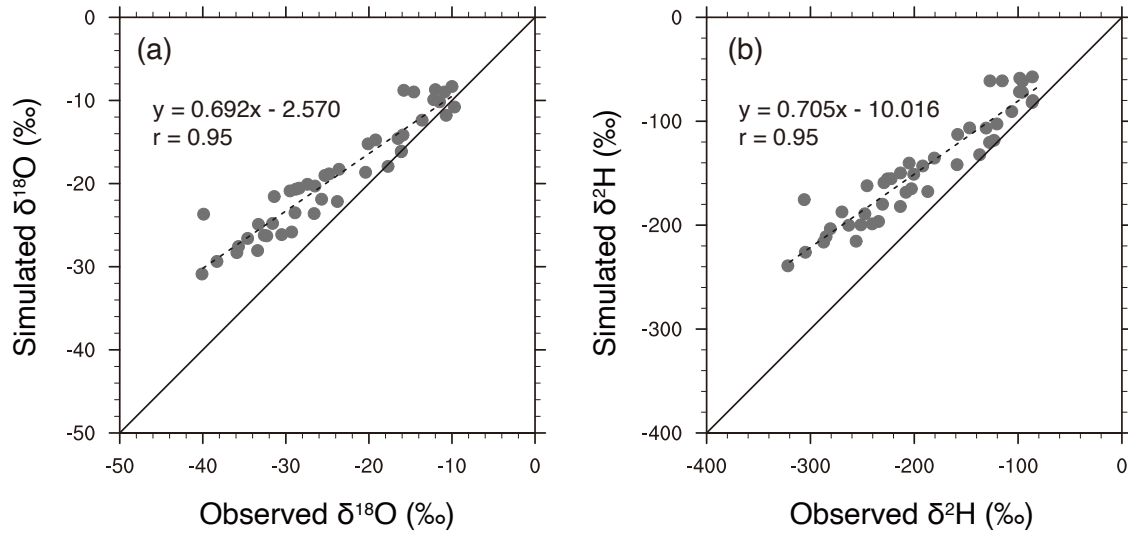 (a)
y = 0.692x - 2.570
r = 0.95
0
-10
-20
-30
-40
-50
-50
-40
-30
-20
-10
0
Simulated δ¹⁸O (‰)
Observed δ¹⁸O (‰)
(b)
y = 0.705x - 10.016
r = 0.95
0
-100
-200
-300
-400
-400
-300
-200
-100
0
Simulated δ²H (‰)
Observed δ²H (‰)